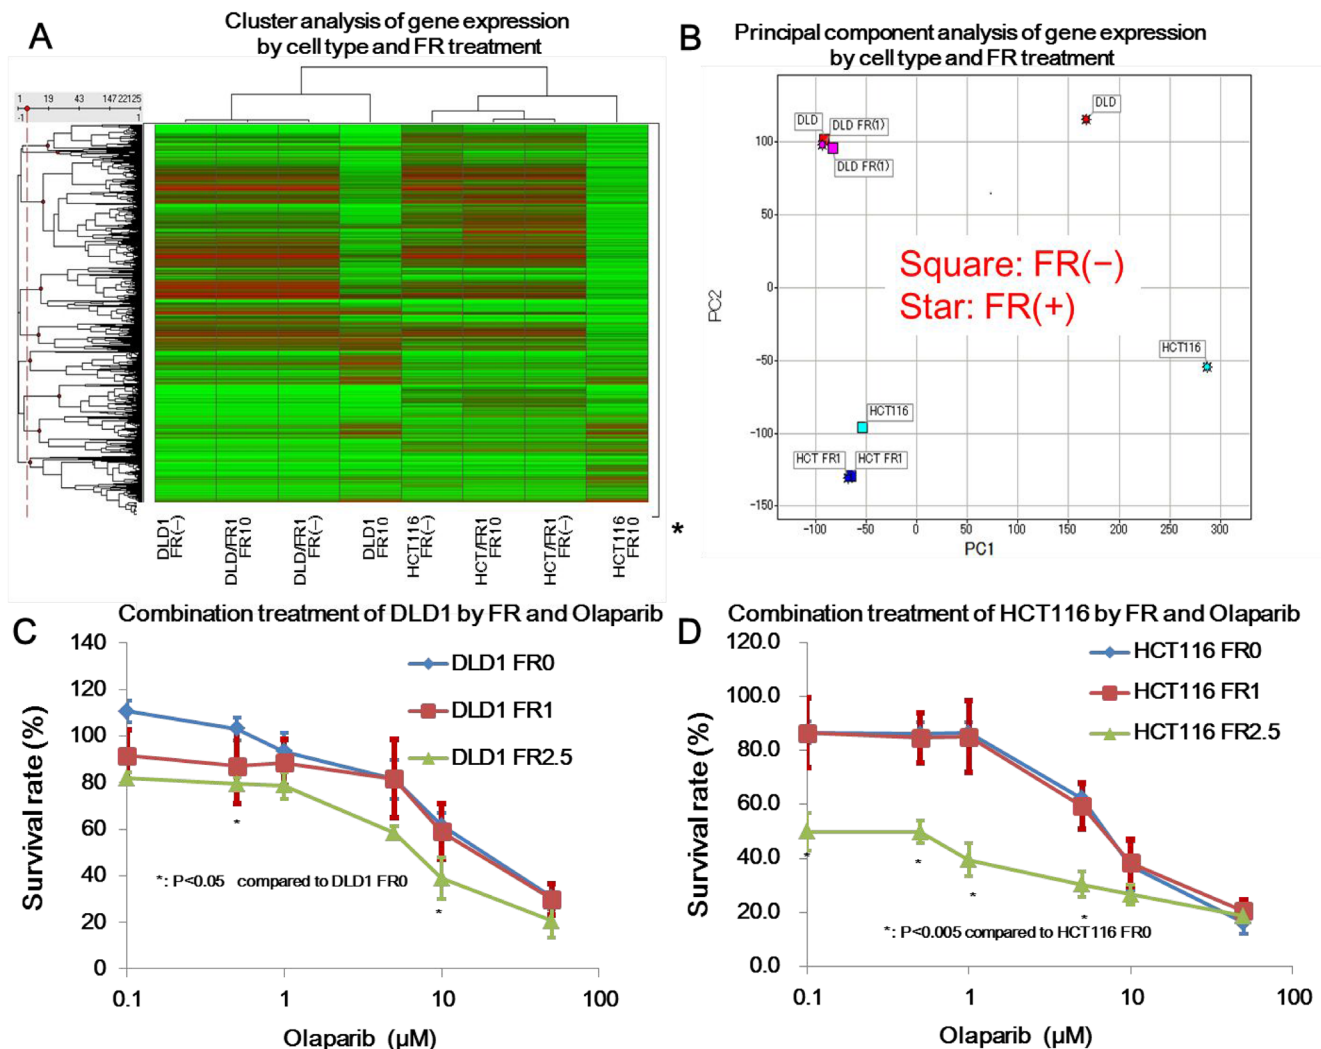 A
Cluster analysis of gene expression
by cell type and FR treatment
1 19 43 147 22125
-1 1
DLD1 FR(−)
DLD/FR1 FR10
DLD/FR1 FR(−)
DLD1 FR10
HCT116 FR(−)
HCT/FR1 FR10
HCT/FR1 FR(−)
HCT116 FR10
*
B
Principal component analysis of gene expression
by cell type and FR treatment
DLD
DLD
DLD FR(1)
DLD FR(1)
Square: FR(−)
Star: FR(+)
HCT116
HCT116
HCT FR1
HCT FR1
100
50
0
-50
-100
-150
PC2
-100 -50 0 50 100 150 200 250 300
PC1
C
Combination treatment of DLD1 by FR and Olaparib
140
120
100
80
60
40
20
0
Survival rate (%)
DLD1 FR0
DLD1 FR1
DLD1 FR2.5
*
*: P<0.05 compared to DLD1 FR0
*
0.1 1 10 100
Olaparib (μM)
D
Combination treatment of HCT116 by FR and Olaparib
120.0
100.0
80.0
60.0
40.0
20.0
0.0
Survival rate (%)
HCT116 FR0
HCT116 FR1
HCT116 FR2.5
*
*
*
*
*: P<0.005 compared to HCT116 FR0
0.1 1 10 100
Olaparib (μM)